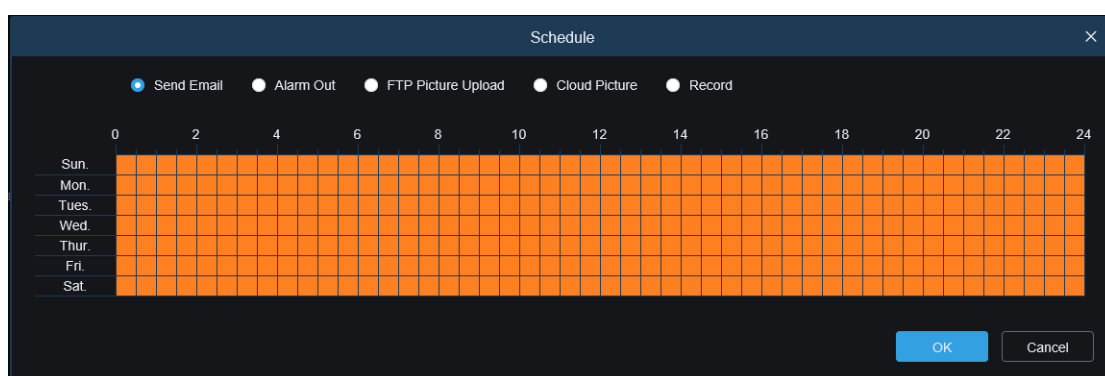 Schedule
Send Email Alarm Out FTP Picture Upload Cloud Picture Record
0 2 4 6 8 10 12 14 16 18 20 22 24
Sun.
Mon.
Tues.
Wed.
Thur.
Fri.
Sat.
OK Cancel